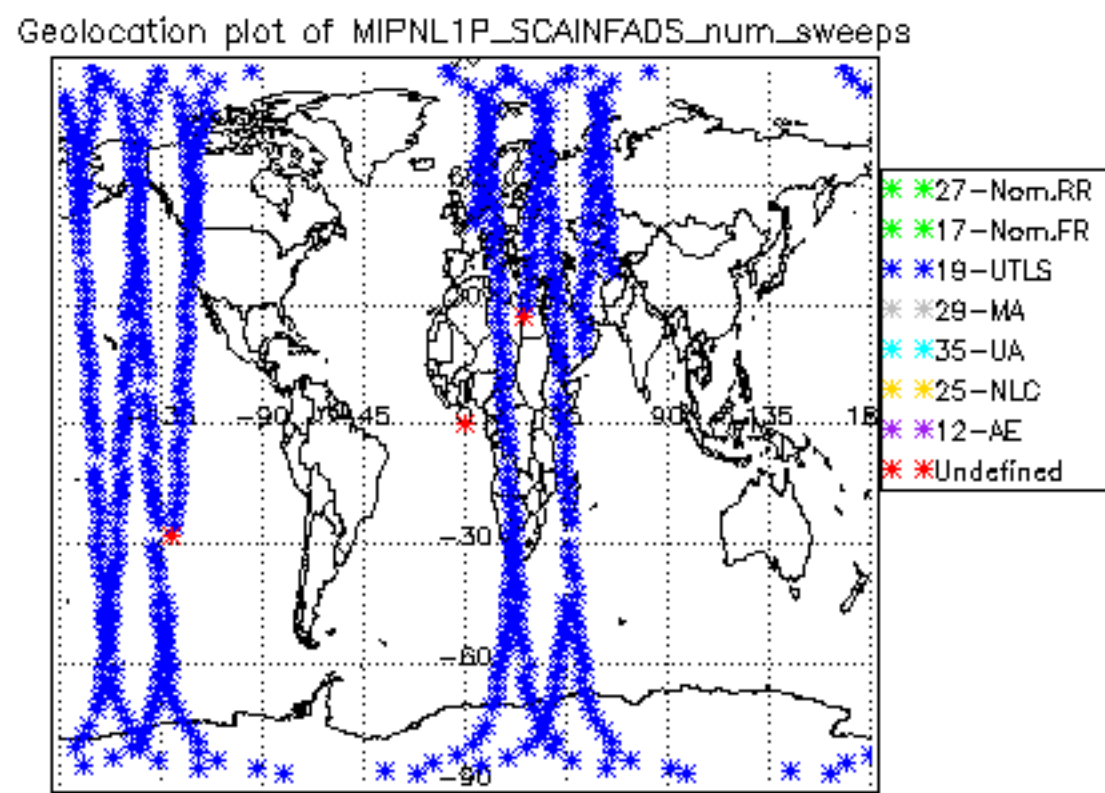 Geolocation plot of MIPNL1P_SCAINFADS_num_sweeps
27-Nom.RR
17-Nom.FR
19-UTLS
29-MA
35-UA
25-NLC
12-AE
Undefined
-90
45
90
135
-30
-60
-90